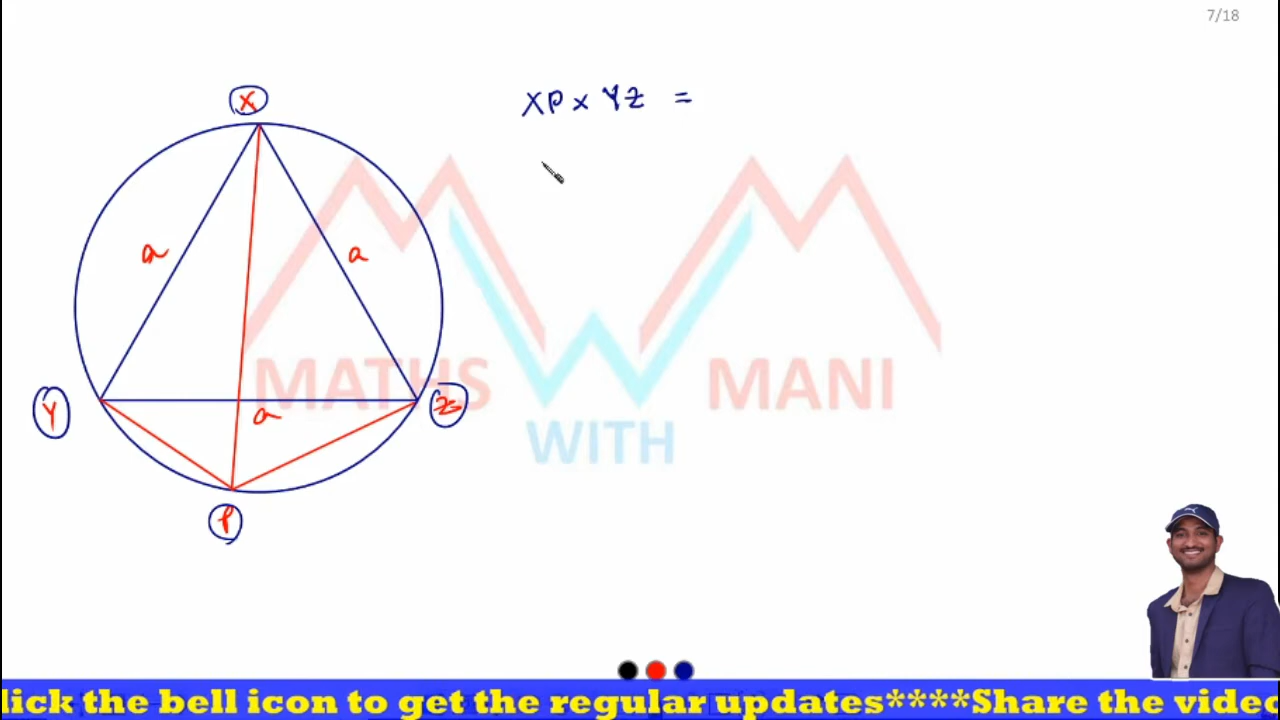 7/18
X
XP x YZ =
a
a
Y
a
Z
P
MATHS MANI
WITH
lick the bell icon to get the regular updates****Share the video